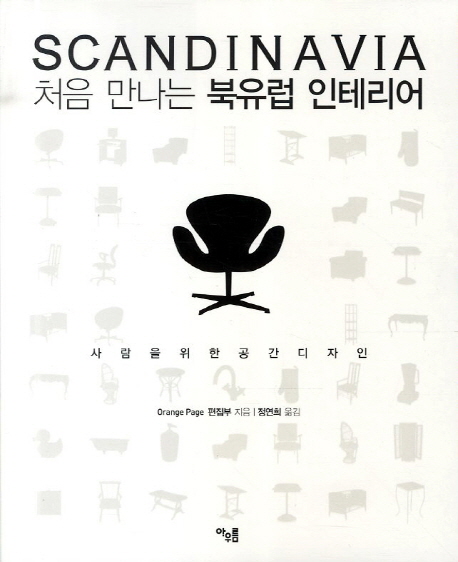 SCANDINAVIA
처음 만나는 북유럽 인테리어
사람을위한공간디자인
Orange Page 편집부 지음 | 정연희 옮김
아우름